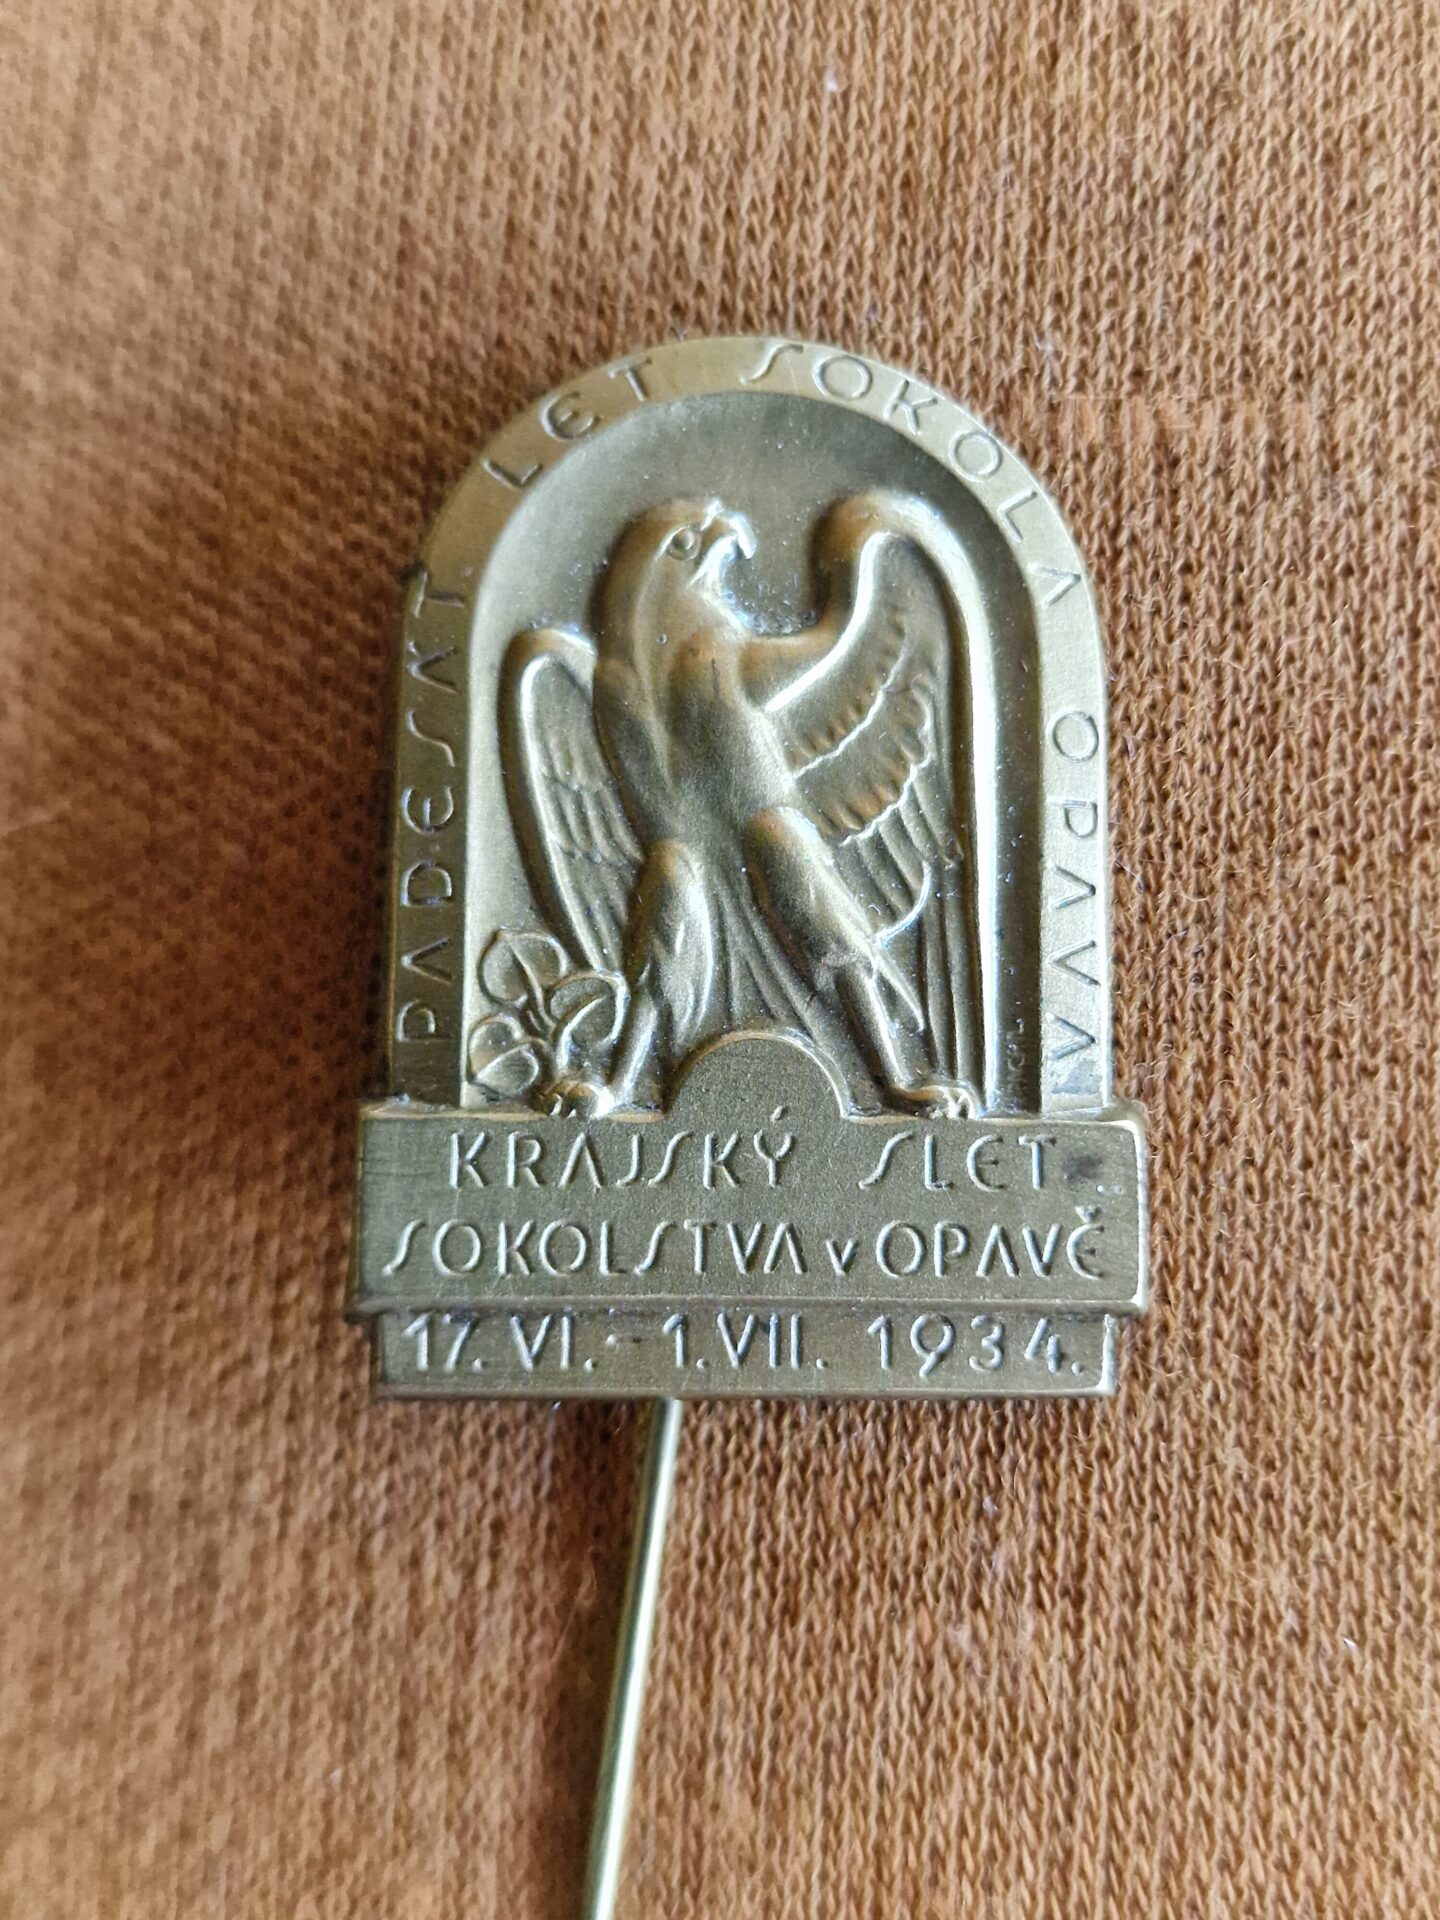 PADESÁT LET SOKOLA OPAVA
KRAJSKÝ SLET
SOKOLSTVA v OPAVĚ
17. VI. - 1. VII. 1934.